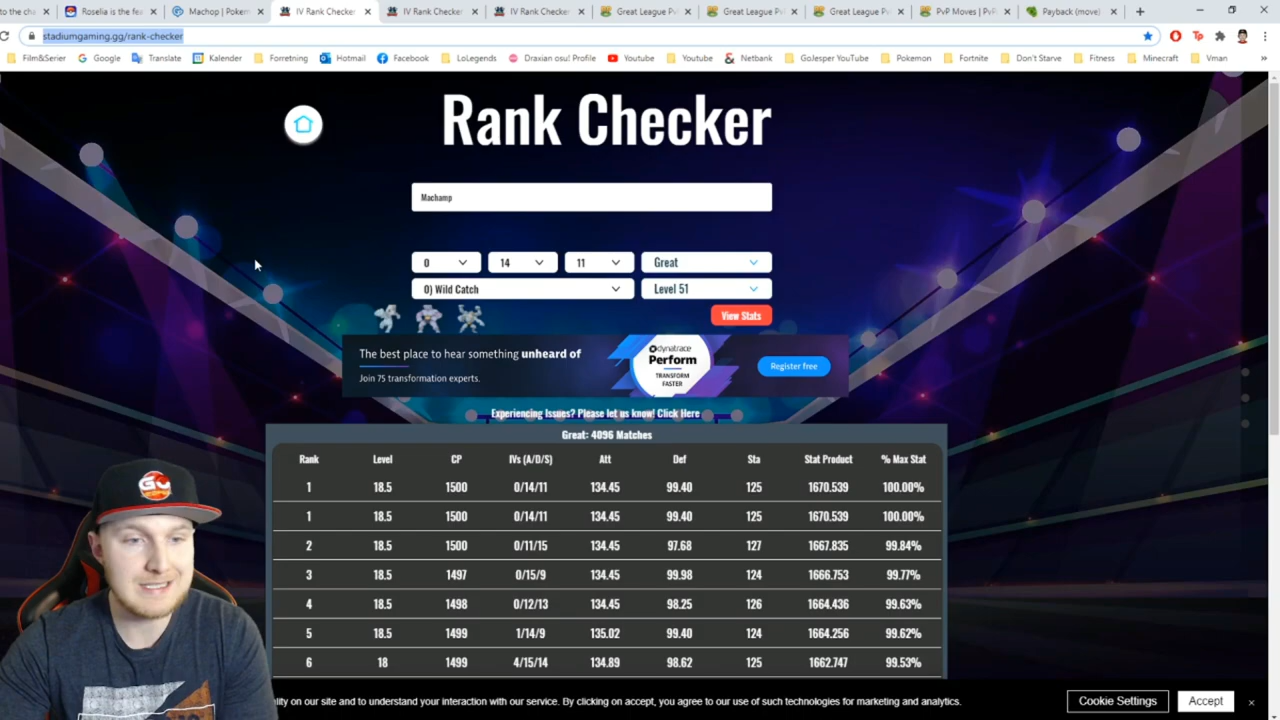 to the cha
Roselia is the fea
Machop | Pokem
IV Rank Checker
IV Rank Checker
IV Rank Checker
Great League PvP
Great League PvP
Great League PvP
PvP Moves | PvP
Payback (move)
stadiumgaming.gg/rank-checker
Film&Serier
Google
Translate
Kalender
Forretning
Hotmail
Facebook
LoLegends
Draxian osu! Profile
Youtube
Youtube
Netbank
GoJesper YouTube
Pokemon
Fortnite
Don't Starve
Fitness
Minecraft
Vman
Rank Checker
Machamp
0 14 11 Great
0) Wild Catch Level 51
View Stats
The best place to hear something unheard of
Join 75 transformation experts.
dynatrace
Perform
TRANSFORM
FASTER
Register free
Experiencing Issues? Please let us know! Click Here
Great: 4096 Matches
Rank Level CP IVs (A/D/S) Att Def Sta Stat Product % Max Stat
1 18.5 1500 0/14/11 134.45 99.40 125 1670.539 100.00%
1 18.5 1500 0/14/11 134.45 99.40 125 1670.539 100.00%
2 18.5 1500 0/11/15 134.45 97.68 127 1667.835 99.84%
3 18.5 1497 0/15/9 134.45 99.98 124 1666.753 99.77%
4 18.5 1498 0/12/13 134.45 98.25 126 1664.436 99.63%
5 18.5 1499 1/14/9 135.02 99.40 124 1664.256 99.62%
6 18 1499 4/15/14 134.89 98.62 125 1662.747 99.53%
GO
ality on our site and to understand your interaction with our service. By clicking on accept, you agree to our use of such technologies for marketing and analytics.
Cookie Settings
Accept